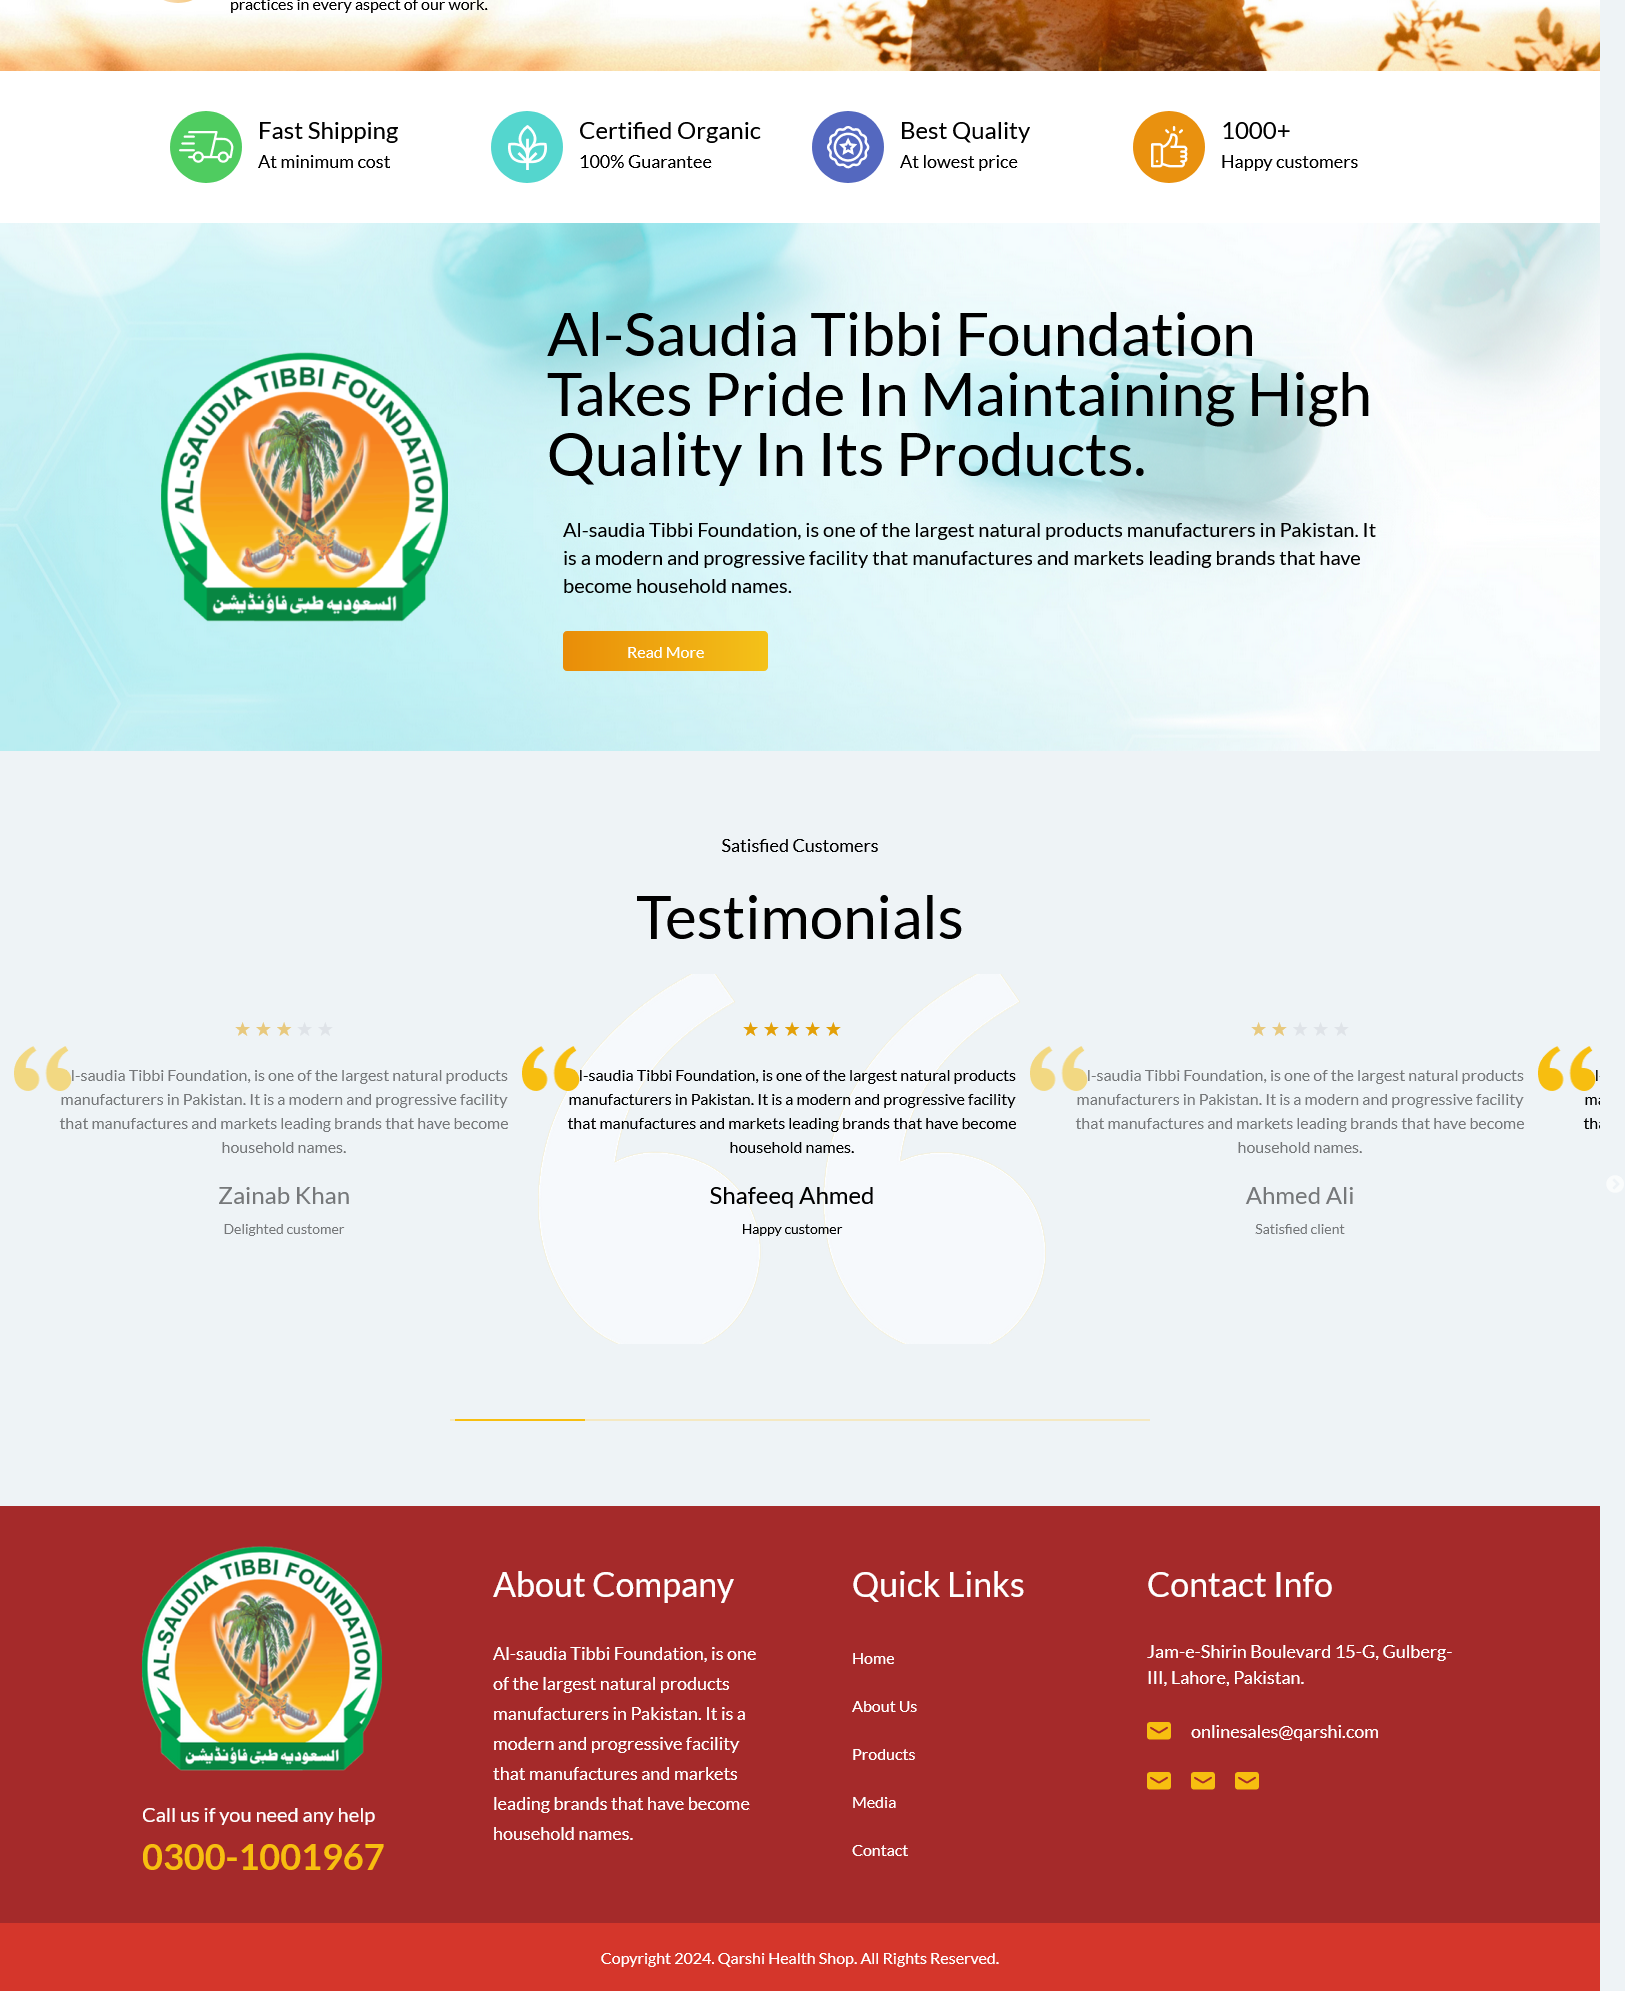 practices in every aspect of our work.
Fast Shipping
At minimum cost
Certified Organic
100% Guarantee
Best Quality
At lowest price
1000+
Happy customers
AL-SAUDIA TIBBI FOUNDATION
السعودیہ طبّی فاؤنڈیشن
Al-Saudia Tibbi Foundation
Takes Pride In Maintaining High
Quality In Its Products.
Al-saudia Tibbi Foundation, is one of the largest natural products manufacturers in Pakistan. It
is a modern and progressive facility that manufactures and markets leading brands that have
become household names.
Read More
Satisfied Customers
Testimonials
l-saudia Tibbi Foundation, is one of the largest natural products
manufacturers in Pakistan. It is a modern and progressive facility
that manufactures and markets leading brands that have become
household names.
Zainab Khan
Delighted customer
l-saudia Tibbi Foundation, is one of the largest natural products
manufacturers in Pakistan. It is a modern and progressive facility
that manufactures and markets leading brands that have become
household names.
Shafeeq Ahmed
Happy customer
l-saudia Tibbi Foundation, is one of the largest natural products
manufacturers in Pakistan. It is a modern and progressive facility
that manufactures and markets leading brands that have become
household names.
Ahmed Ali
Satisfied client
AL-SAUDIA TIBBI FOUNDATION
السعودیہ طبّی فاؤنڈیشن
Call us if you need any help
0300-1001967
About Company
Al-saudia Tibbi Foundation, is one
of the largest natural products
manufacturers in Pakistan. It is a
modern and progressive facility
that manufactures and markets
leading brands that have become
household names.
Quick Links
Home
About Us
Products
Media
Contact
Contact Info
Jam-e-Shirin Boulevard 15-G, Gulberg-
III, Lahore, Pakistan.
onlinesales@qarshi.com
Copyright 2024. Qarshi Health Shop. All Rights Reserved.